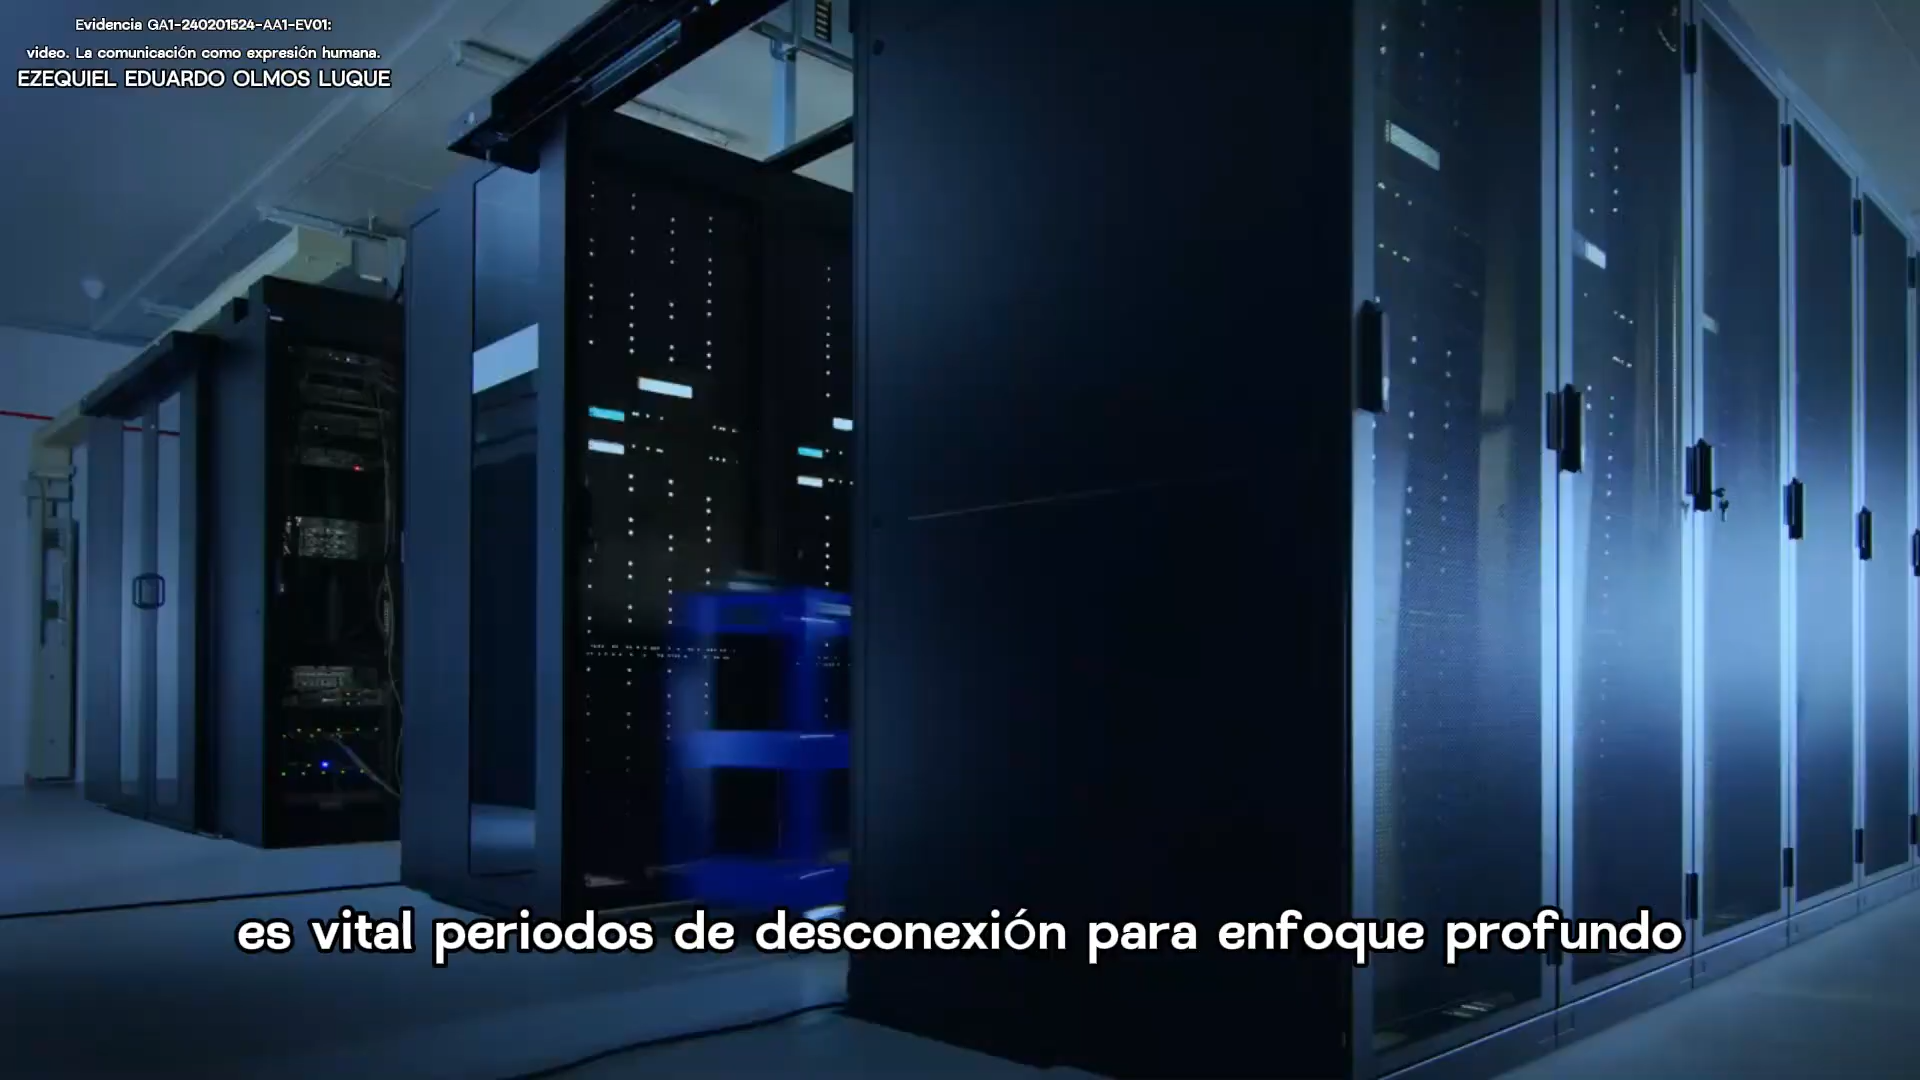 Evidencia GA1-240201524-AA1-EV01:
video. La comunicación como expresión humana.
EZEQUIEL EDUARDO OLMOS LUQUE
es vital periodos de desconexión para enfoque profundo